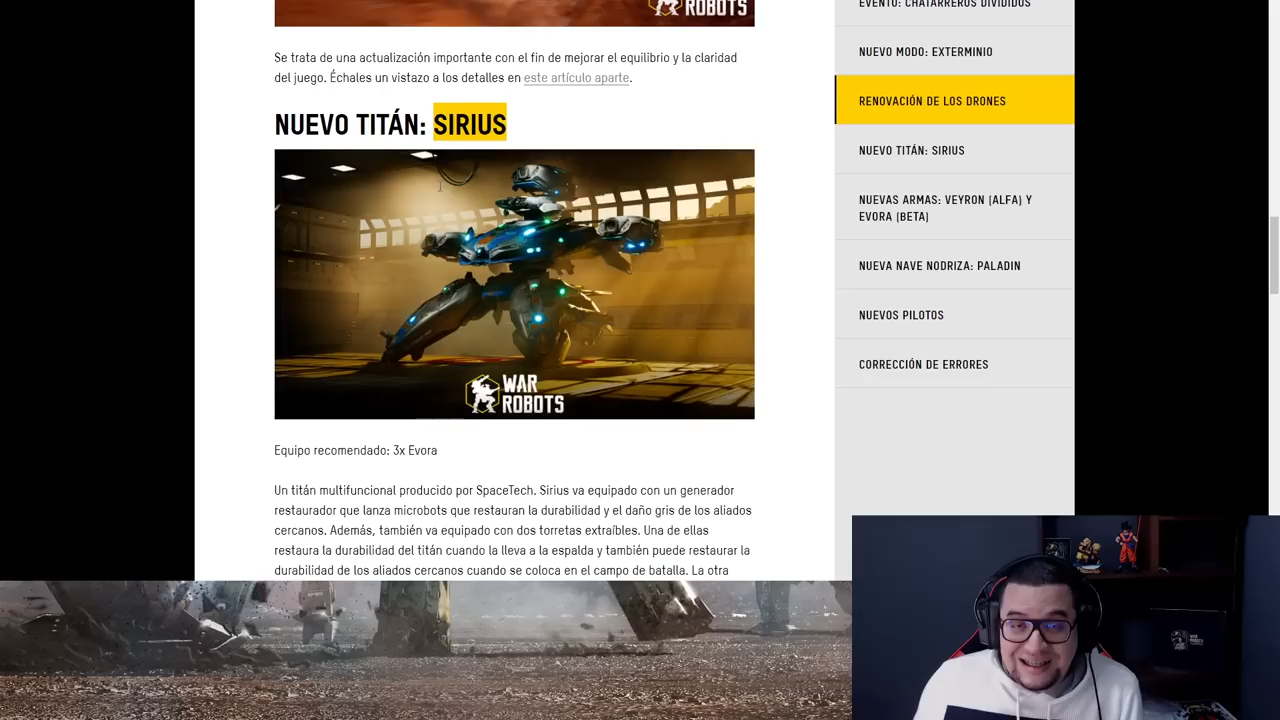 WAR
ROBOTS
Se trata de una actualización importante con el fin de mejorar el equilibrio y la claridad
del juego. Échales un vistazo a los detalles en este artículo aparte.
NUEVO TITÁN: SIRIUS
WAR
ROBOTS
Equipo recomendado: 3x Evora
Un titán multifuncional producido por SpaceTech. Sirius va equipado con un generador
restaurador que lanza microbots que restauran la durabilidad y el daño gris de los aliados
cercanos. Además, también va equipado con dos torretas extraíbles. Una de ellas
restaura la durabilidad del titán cuando la lleva a la espalda y también puede restaurar la
durabilidad de los aliados cercanos cuando se coloca en el campo de batalla. La otra
EVENTO: CHATARREROS DIVIDIDOS
NUEVO MODO: EXTERMINIO
RENOVACIÓN DE LOS DRONES
NUEVO TITÁN: SIRIUS
NUEVAS ARMAS: VEYRON (ALFA) Y
EVORA (BETA)
NUEVA NAVE NODRIZA: PALADIN
NUEVOS PILOTOS
CORRECCIÓN DE ERRORES
WAR
ROBOTS